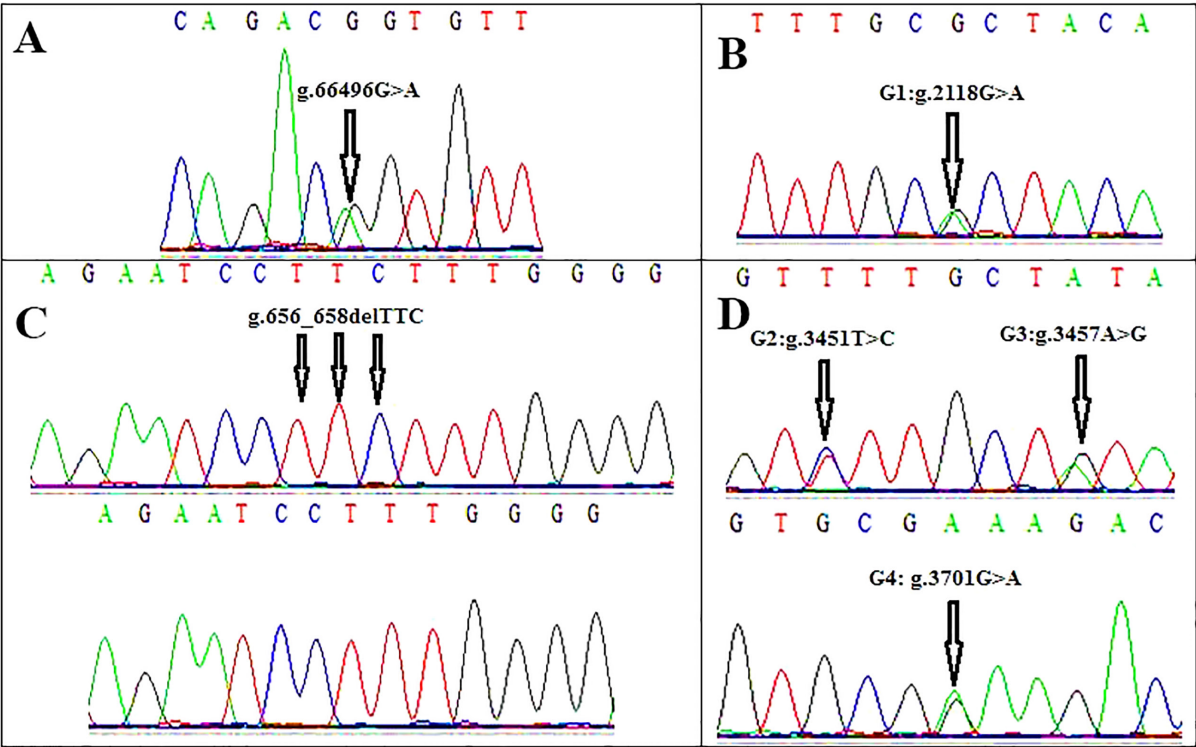 A
C A G A C G G T G T T
g.66496G>A
B
T T T G C G C T A C A
G1:g.2118G>A
C
A G A A T C C T T C T T T G G G G
g.656_658delTTC
A G A A T C C T T T G G G G
D
G T T T T G C T A T A
G2:g.3451T>C
G3:g.3457A>G
G T G C G A A A G A C
G4: g.3701G>A